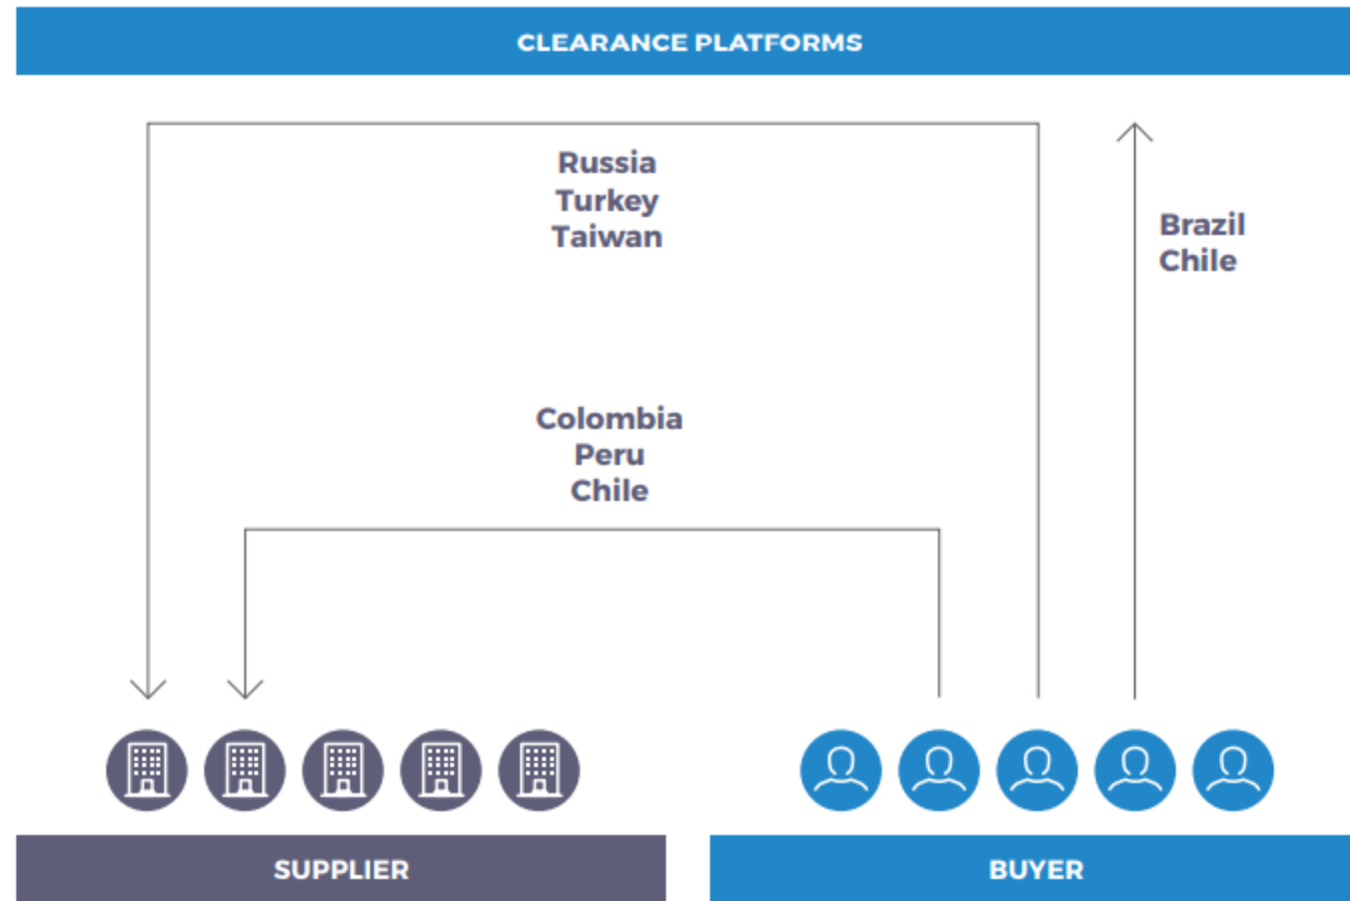 CLEARANCE PLATFORMS
Russia
Turkey
Taiwan
Brazil
Chile
Colombia
Peru
Chile
SUPPLIER
BUYER